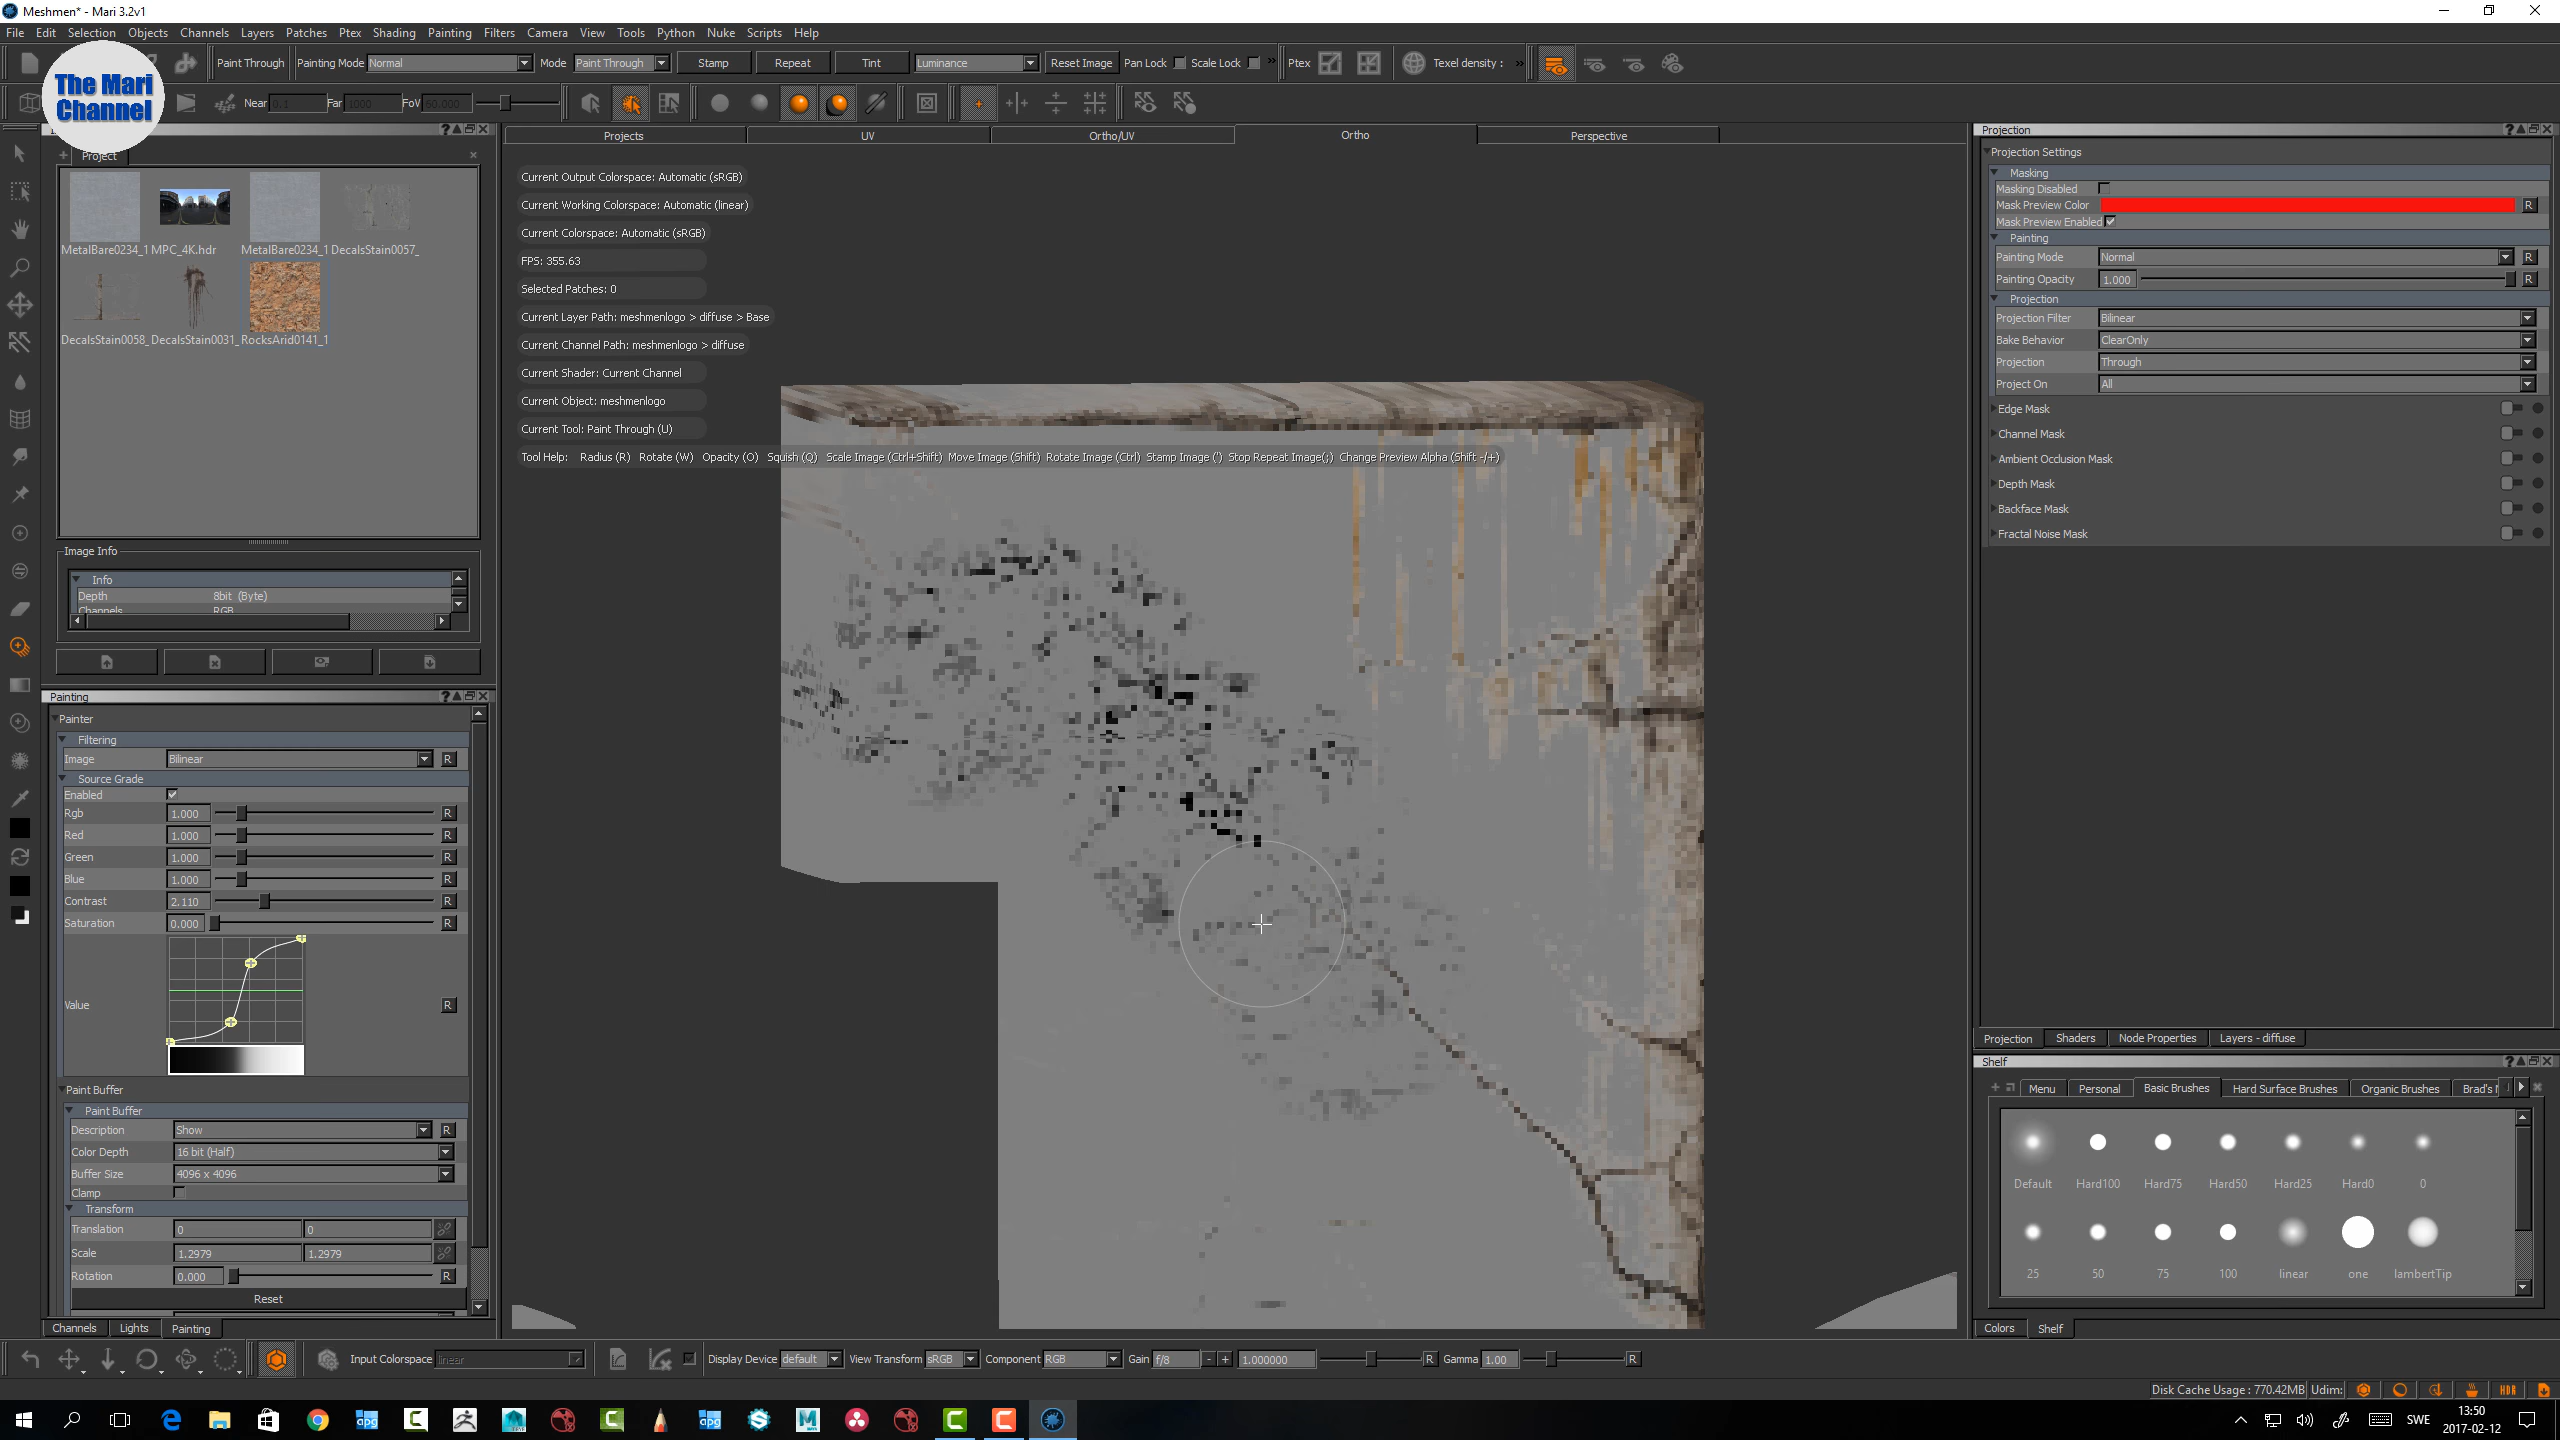 Meshmen* - Mari 3.2v1
File Edit Selection Objects Channels Layers Patches Ptex Shading Painting Filters Camera View Tools Python Nuke Scripts Help
The Mari
Channel
Paint Through Painting Mode Normal Mode Paint Through Stamp Repeat Tint Luminance Reset Image Pan Lock Scale Lock Ptex Texel density :
Near 0.1 Far 1000 FoV 60.000
Projects UV Ortho/UV Ortho Perspective
Project
MetalBare0234_1 MPC_4K.hdr MetalBare0234_1 DecalsStain0057_
DecalsStain0058_ DecalsStain0031_ RocksArid0141_1
Image Info
Info
Depth 8bit (Byte)
Channels RGB
Painting
Painter
Filtering
Image Bilinear R
Source Grade
Enabled
Rgb 1.000 R
Red 1.000 R
Green 1.000 R
Blue 1.000 R
Contrast 2.110 R
Saturation 0.000 R
Value R
Paint Buffer
Paint Buffer
Description Show R
Color Depth 16 bit (Half)
Buffer Size 4096 x 4096
Clamp
Transform
Translation 0 0
Scale 1.2979 1.2979
Rotation 0.000 R
Reset
Channels Lights Painting
Current Output Colorspace: Automatic (sRGB)
Current Working Colorspace: Automatic (linear)
Current Colorspace: Automatic (sRGB)
FPS: 355.63
Selected Patches: 0
Current Layer Path: meshmenlogo > diffuse > Base
Current Channel Path: meshmenlogo > diffuse
Current Shader: Current Channel
Current Object: meshmenlogo
Current Tool: Paint Through (U)
Tool Help: Radius (R) Rotate (W) Opacity (O) Squish (Q) Scale Image (Ctrl+Shift) Move Image (Shift) Rotate Image (Ctrl) Stamp Image (') Stop Repeat Image(;) Change Preview Alpha (Shift -/+)
Projection
Projection Settings
Masking
Masking Disabled
Mask Preview Color R
Mask Preview Enabled
Painting
Painting Mode Normal R
Painting Opacity 1.000 R
Projection
Projection Filter Bilinear
Bake Behavior ClearOnly
Projection Through
Project On All
Edge Mask
Channel Mask
Ambient Occlusion Mask
Depth Mask
Backface Mask
Fractal Noise Mask
Projection Shaders Node Properties Layers - diffuse
Shelf
Menu Personal Basic Brushes Hard Surface Brushes Organic Brushes Brad's
Default Hard100 Hard75 Hard50 Hard25 Hard0 0
25 50 75 100 linear one lambertTip
Colors Shelf
Input Colorspace linear Display Device default View Transform sRGB Component RGB Gain f/8 - + 1.000000 R Gamma 1.00 R
Disk Cache Usage : 770.42MB Udim: HDR
SWE
13:50
2017-02-12